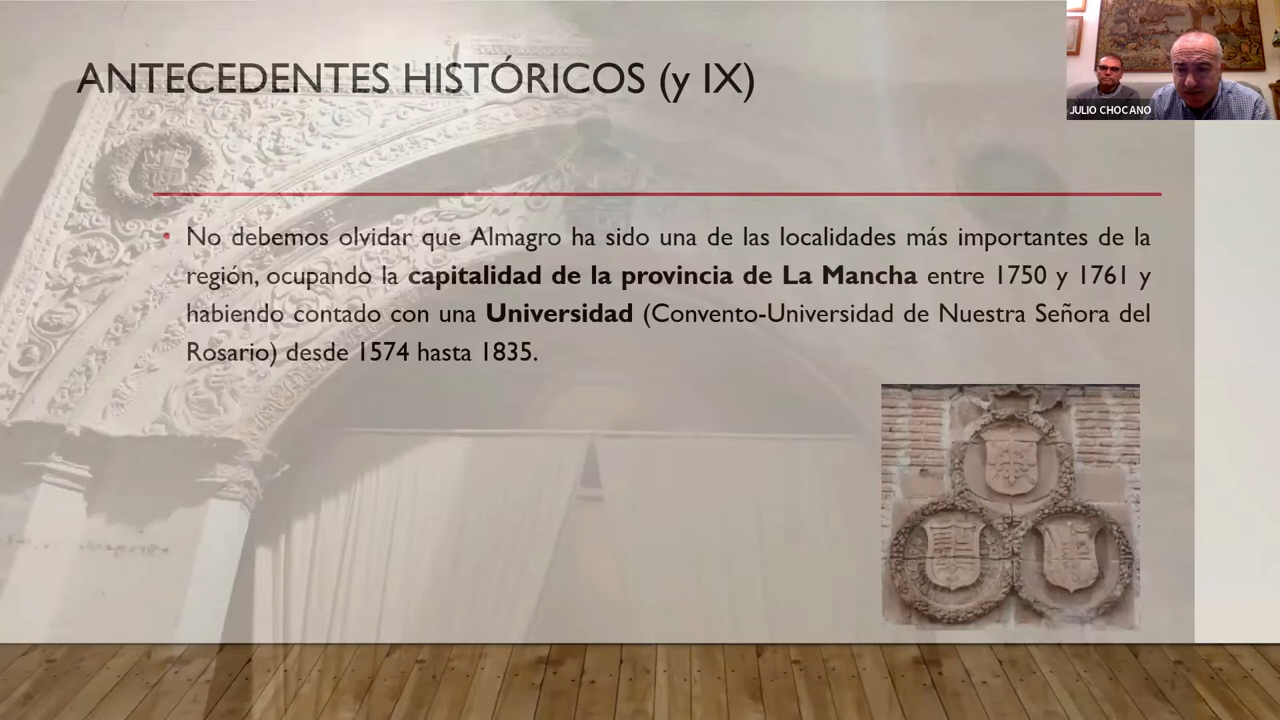 ANTECEDENTES HISTÓRICOS (y IX)
JULIO CHOCANO
• No debemos olvidar que Almagro ha sido una de las localidades más importantes de la
región, ocupando la capitalidad de la provincia de La Mancha entre 1750 y 1761 y
habiendo contado con una Universidad (Convento-Universidad de Nuestra Señora del
Rosario) desde 1574 hasta 1835.